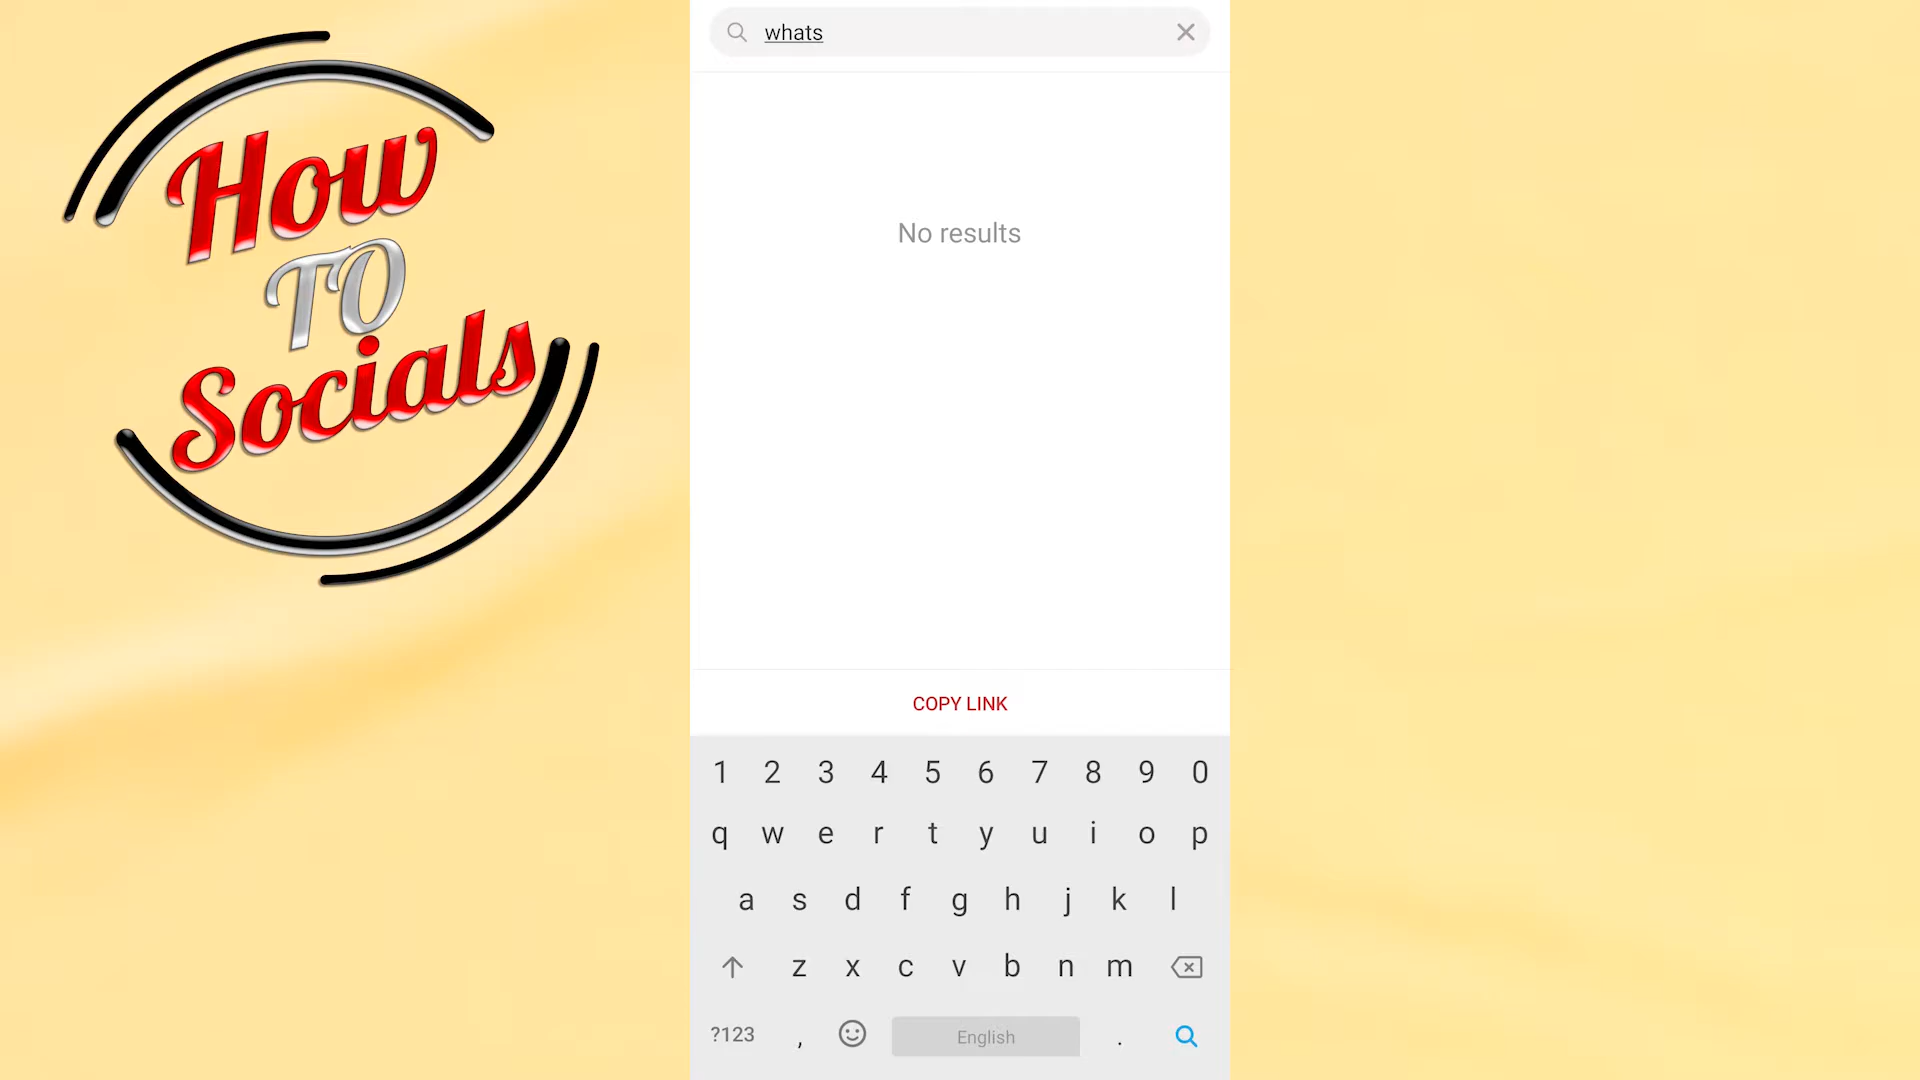 How
TO
Socials
whats
No results
COPY LINK
1 2 3 4 5 6 7 8 9 0
q w e r t y u i o p
a s d f g h j k l
z x c v b n m
?123 , English .